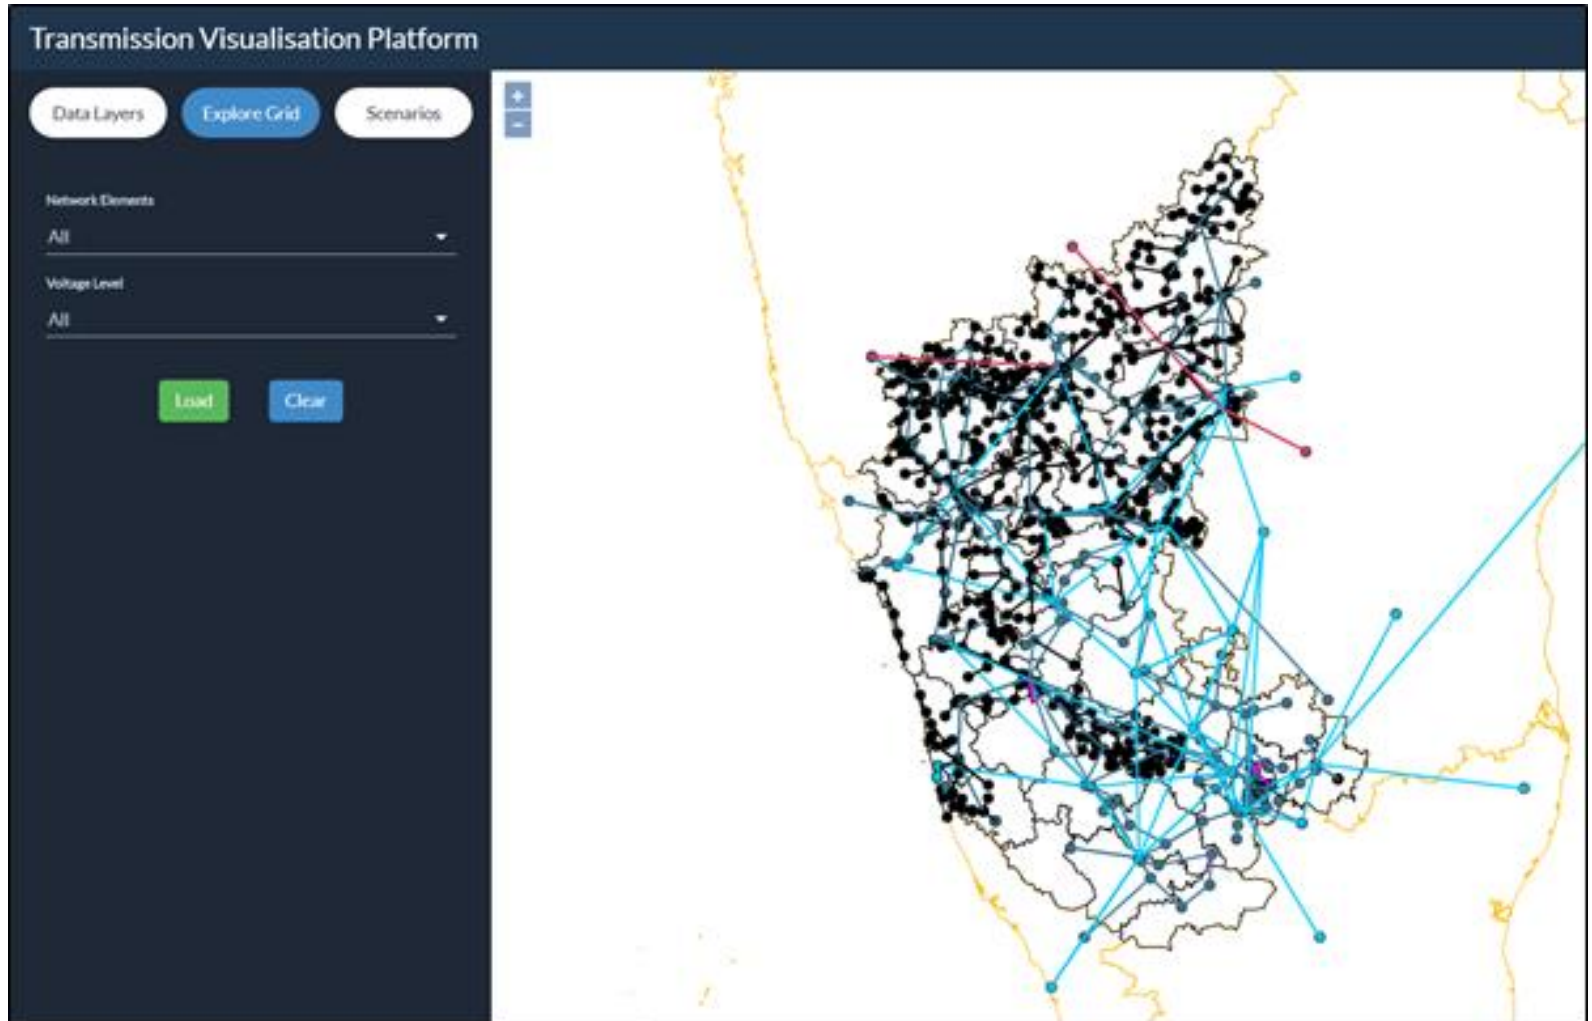 Transmission Visualisation Platform
Data Layers
Explore Grid
Scenarios
+
-
Network Elements
All
Voltage Level
All
Load
Clear